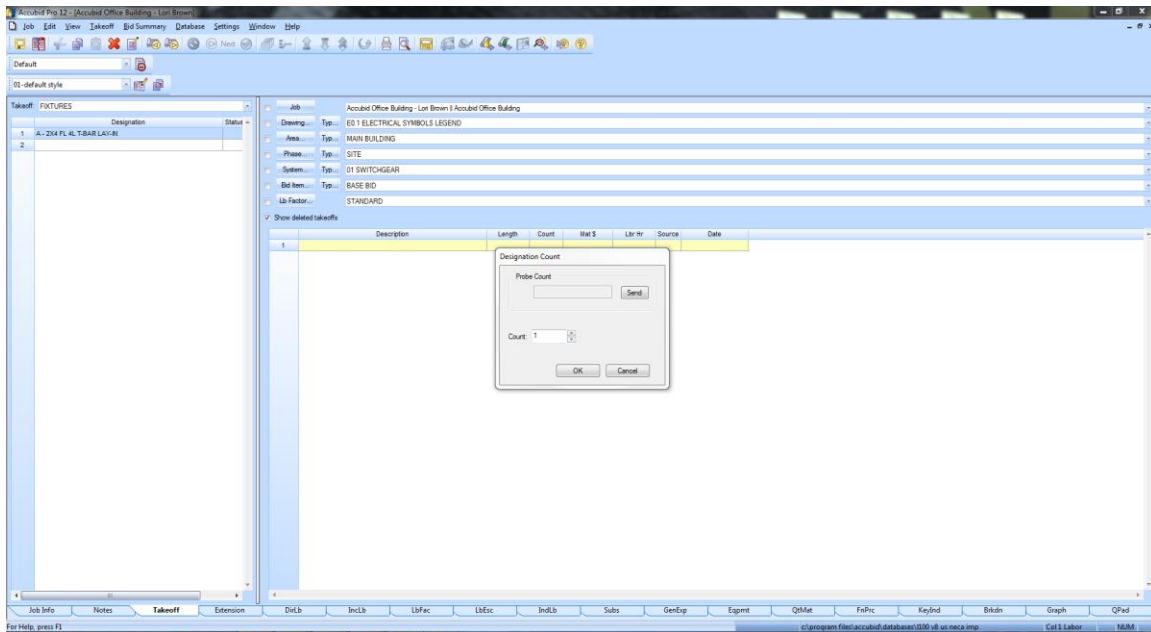 Accubid Pro 12 - [Accubid Office Building - Lori Brown]
Job Edit View Takeoff Bid Summary Database Settings Window Help
Next
Default
01-default style
Takeoff: FIXTURES
Designation Status
1 A - 2X4 FL 4L T-BAR LAY-IN
2
Job Accubid Office Building - Lori Brown || Accubid Office Building
Drawing... Typ... E0.1 ELECTRICAL SYMBOLS LEGEND
Area... Typ... MAIN BUILDING
Phase... Typ... SITE
System... Typ... 01 SWITCHGEAR
Bid Item... Typ... BASE BID
Lb Factor... STANDARD
Show deleted takeoffs
Description Length Count Mat $ Lbr Hr Source Date
1
Designation Count
Probe Count
Send
Count: 1
OK Cancel
Job Info Notes Takeoff Extension DirLb IncLb LbFac LbEsc IndLb Subs GenExp Eqpmt QtMat FnPrc KeyInd Brkdn Graph QPad
For Help, press F1 c:\program files\accubid\databases\l100 v8 us neca imp Col 1 Labor NUM